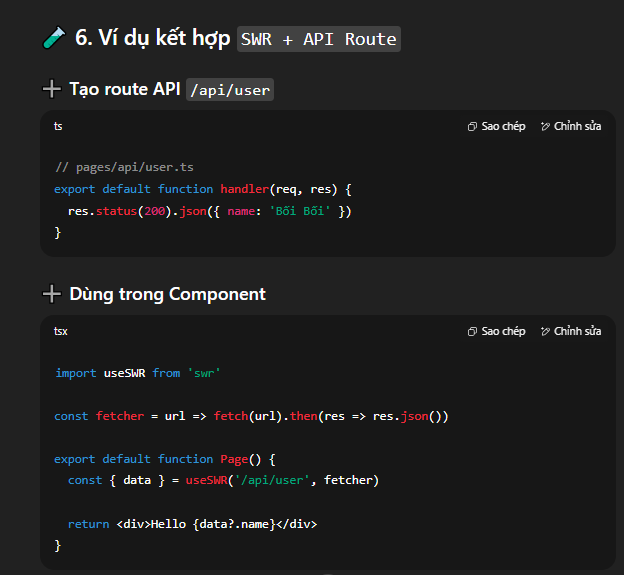 6. Ví dụ kết hợp SWR + API Route
Tạo route API /api/user
ts
Sao chép
Chỉnh sửa
// pages/api/user.ts
export default function handler(req, res) {
  res.status(200).json({ name: 'Bối Bối' })
}
Dùng trong Component
tsx
Sao chép
Chỉnh sửa
import useSWR from 'swr'
const fetcher = url => fetch(url).then(res => res.json())
export default function Page() {
  const { data } = useSWR('/api/user', fetcher)
  return <div>Hello {data?.name}</div>
}